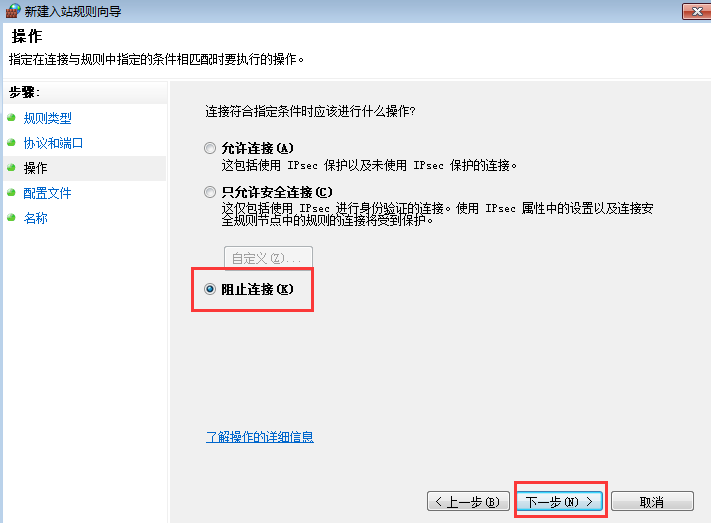 新建入站规则向导
操作
指定在连接与规则中指定的条件相匹配时要执行的操作。
步骤:
规则类型
协议和端口
操作
配置文件
名称
连接符合指定条件时应该进行什么操作?
允许连接(A)
这包括使用 IPsec 保护以及未使用 IPsec 保护的连接。
只允许安全连接(C)
这仅包括使用 IPsec 进行身份验证的连接。使用 IPsec 属性中的设置以及连接安
全规则节点中的规则的连接将受到保护。
自定义(Z)...
阻止连接(K)
了解操作的详细信息
< 上一步(B)
下一步(N) >
取消